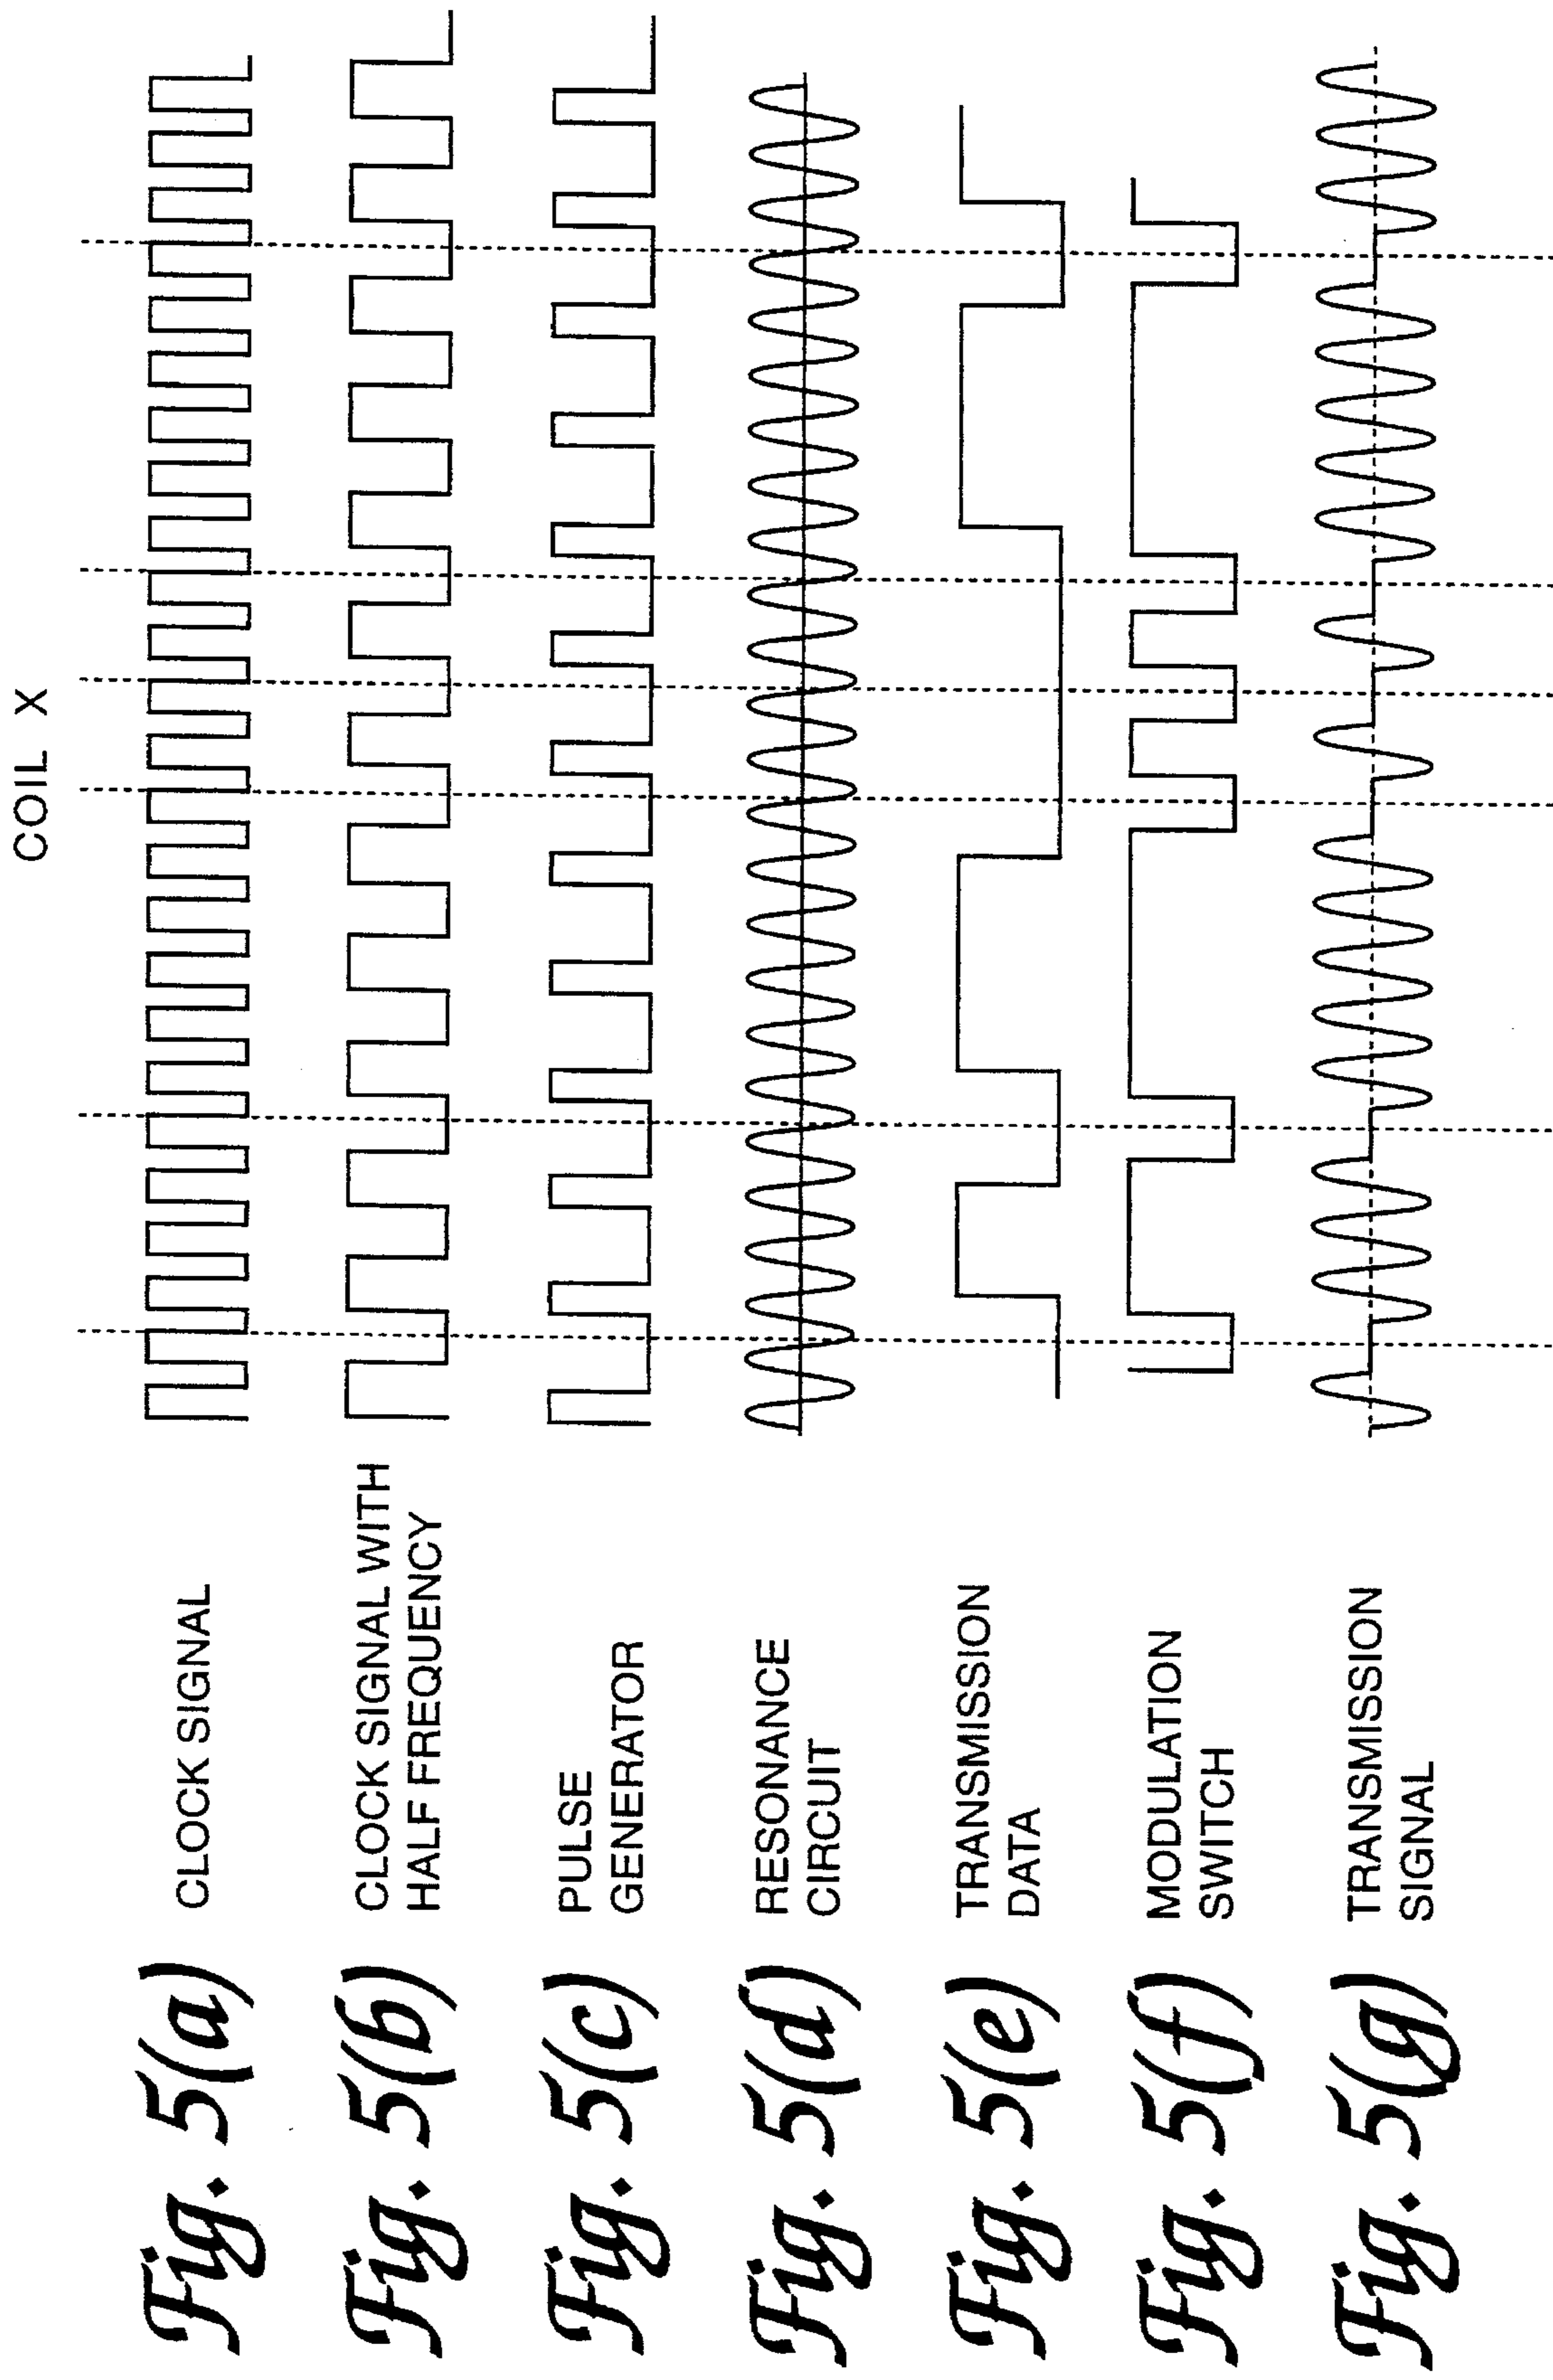 COIL X
Fig. 5(a)
CLOCK SIGNAL
Fig. 5(b)
CLOCK SIGNAL WITH
HALF FREQUENCY
Fig. 5(c)
PULSE
GENERATOR
Fig. 5(d)
RESONANCE
CIRCUIT
Fig. 5(e)
TRANSMISSION
DATA
Fig. 5(f)
MODULATION
SWITCH
Fig. 5(g)
TRANSMISSION
SIGNAL